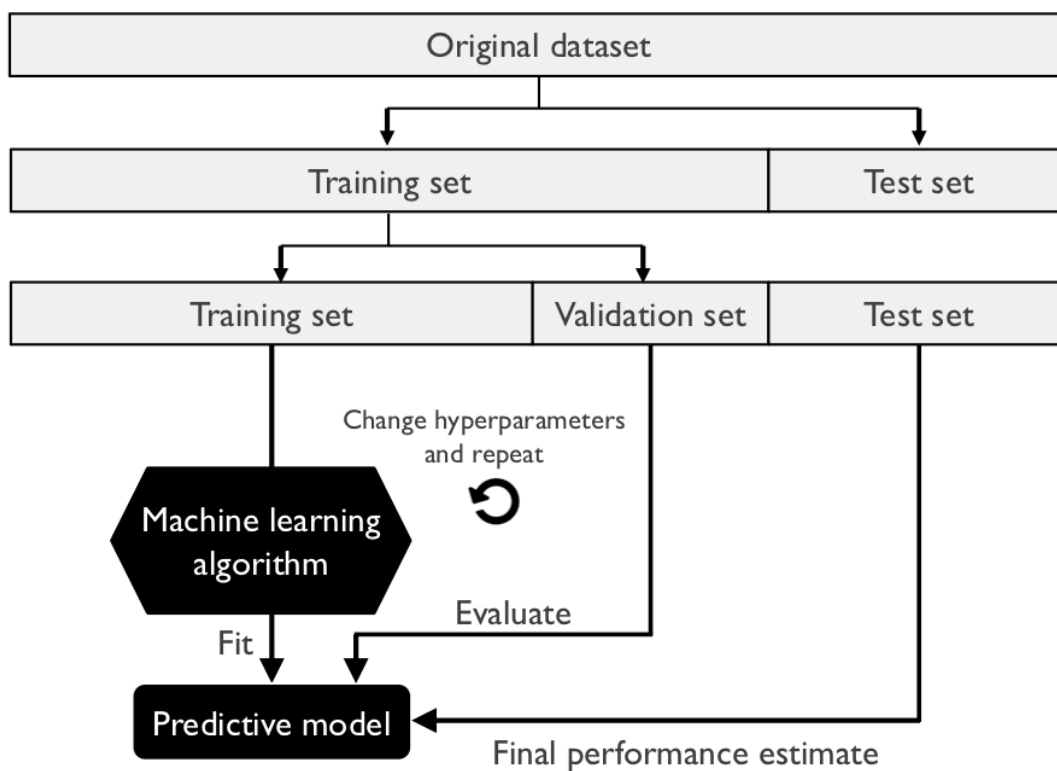 Original dataset
Training set
Test set
Training set
Validation set
Test set
Change hyperparameters
and repeat
Machine learning
algorithm
Evaluate
Fit
Predictive model
Final performance estimate